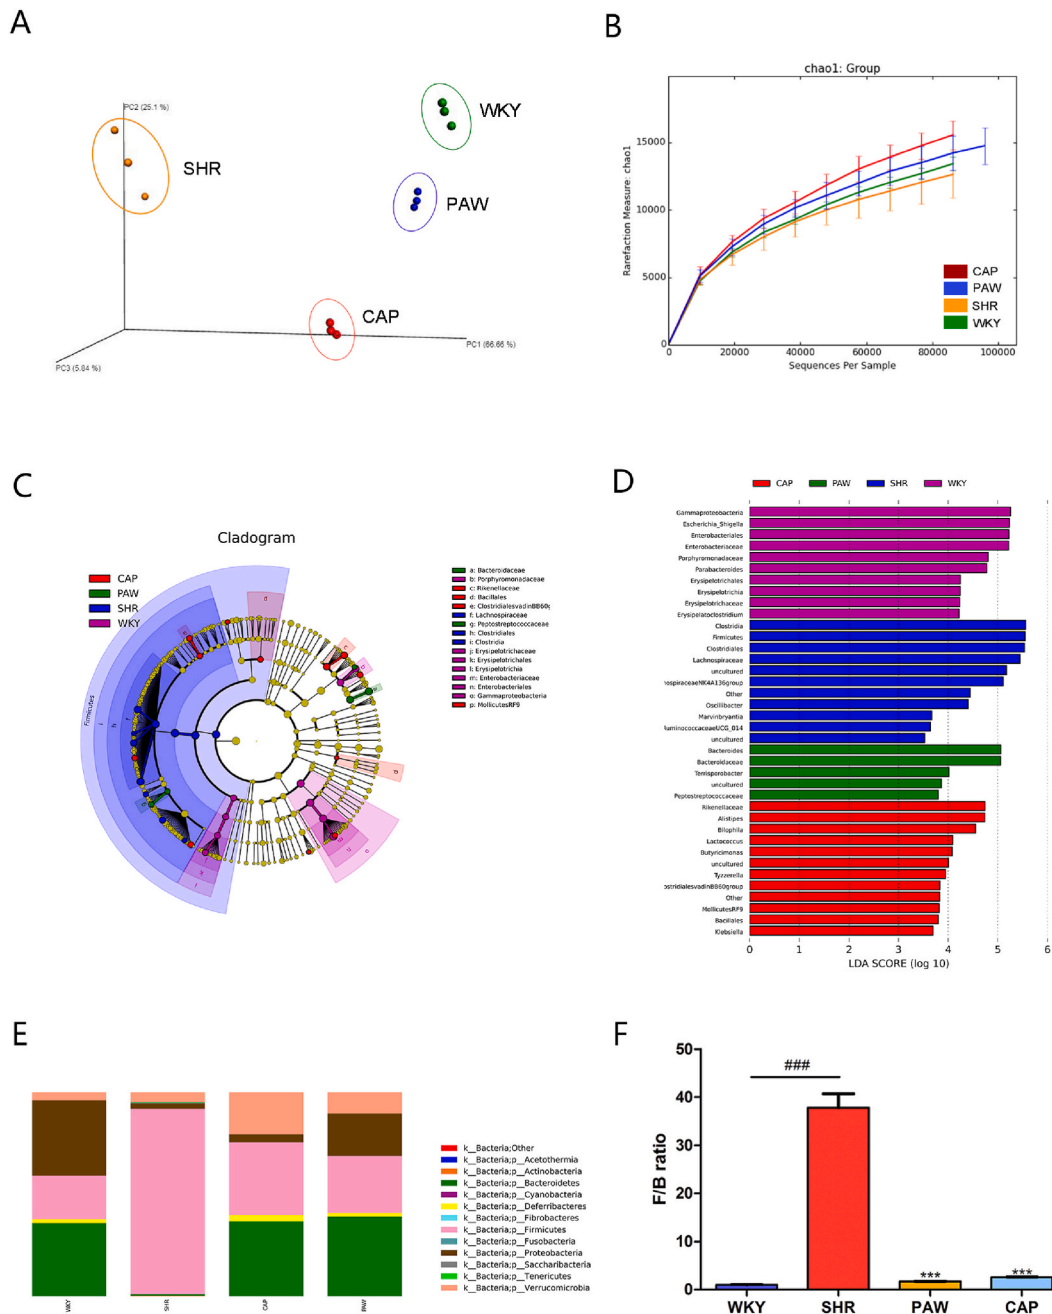 A
PC2 (25.1 %)
SHR
WKY
PAW
CAP
PC1 (66.66 %)
PC3 (5.84 %)
B
chao1: Group
Rarefaction Measure: chao1
15000
10000
5000
0
CAP
PAW
SHR
WKY
0 20000 40000 60000 80000 100000
Sequences Per Sample
C
Cladogram
CAP
PAW
SHR
WKY
Firmicutes
a: Bacteroidaceae
b: Porphyromonadaceae
c: Rikenellaceae
d: Bacillales
e: ClostridialesvadinBB60g
f: Lachnospiraceae
g: Peptostreptococcaceae
h: Clostridiales
i: Clostridia
j: Erysipelotrichaceae
k: Erysipelotrichales
l: Erysipelotrichia
m: Enterobacteriaceae
n: Enterobacteriales
o: Gammaproteobacteria
p: MollicutesRF9
D
CAP PAW SHR WKY
Gammaproteobacteria
Escherichia_Shigella
Enterobacteriales
Enterobacteriaceae
Porphyromonadaceae
Parabacteroides
Erysipelotrichales
Erysipelotrichia
Erysipelotrichaceae
Erysipelatoclostridium
Clostridia
Firmicutes
Clostridiales
Lachnospiraceae
uncultured
nospiraceaeNK4A136group
Other
Oscillibacter
Marvinbryantia
uminococcaceaeUCG_014
uncultured
Bacteroides
Bacteroidaceae
Terrisporobacter
uncultured
Peptostreptococcaceae
Rikenellaceae
Alistipes
Bilophila
Lactococcus
Butyricimonas
uncultured
Tyzzerella
ostridialesvadinBB60group
Other
MollicutesRF9
Bacillales
Klebsiella
0 1 2 3 4 5 6
LDA SCORE (log 10)
E
WKY SHR CAP PAW
k__Bacteria;Other
k__Bacteria;p__Acetothermia
k__Bacteria;p__Actinobacteria
k__Bacteria;p__Bacteroidetes
k__Bacteria;p__Cyanobacteria
k__Bacteria;p__Deferribacteres
k__Bacteria;p__Fibrobacteres
k__Bacteria;p__Firmicutes
k__Bacteria;p__Fusobacteria
k__Bacteria;p__Proteobacteria
k__Bacteria;p__Saccharibacteria
k__Bacteria;p__Tenericutes
k__Bacteria;p__Verrucomicrobia
F
F/B ratio
50
40
30
20
10
0
###
*** ***
WKY SHR PAW CAP